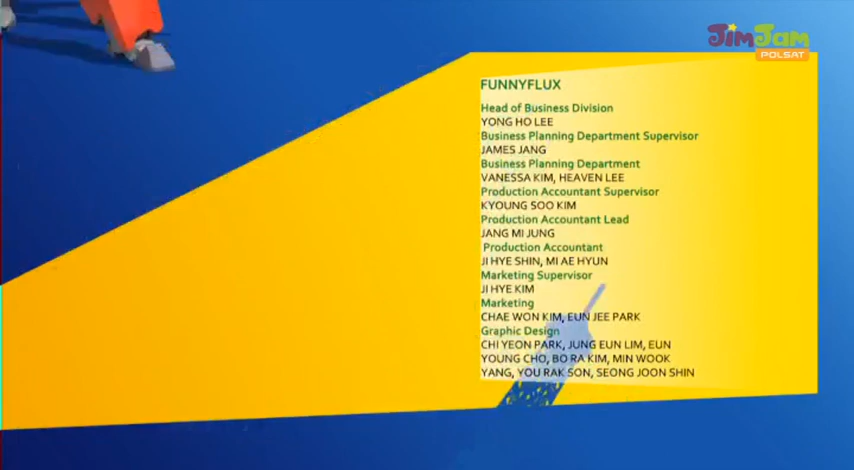 JimJam
POLSAT
FUNNYFLUX
Head of Business Division
YONG HO LEE
Business Planning Department Supervisor
JAMES JANG
Business Planning Department
VANESSA KIM, HEAVEN LEE
Production Accountant Supervisor
KYOUNG SOO KIM
Production Accountant Lead
JANG MI JUNG
Production Accountant
JI HYE SHIN, MI AE HYUN
Marketing Supervisor
JI HYE KIM
Marketing
CHAE WON KIM, EUN JEE PARK
Graphic Design
CHI YEON PARK, JUNG EUN LIM, EUN
YOUNG CHO, BO RA KIM, MIN WOOK
YANG, YOU RAK SON, SEONG JOON SHIN